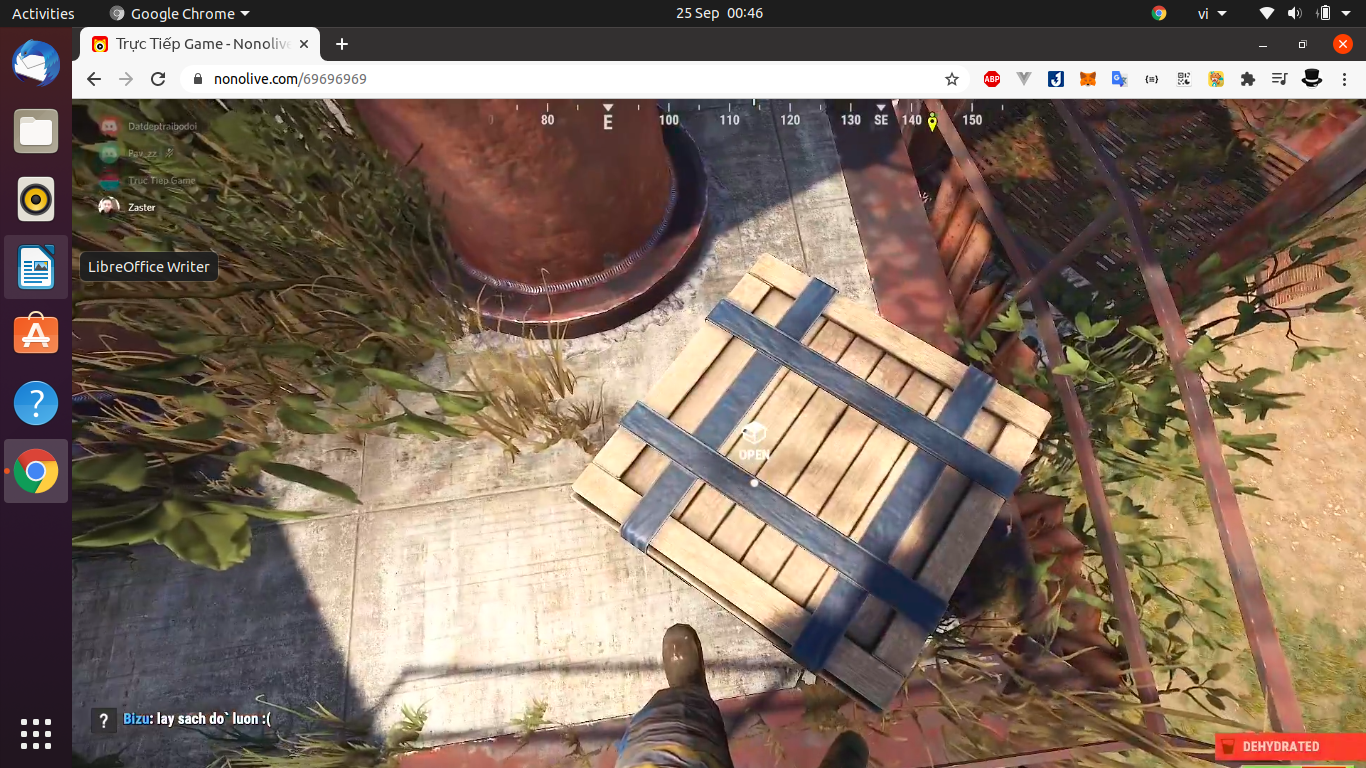 Activities
Google Chrome
25 Sep 00:46
vi
Trực Tiếp Game - Nonolive
nonolive.com/69696969
ABP
80
E
100
110
120
130
SE
140
150
Datdeptraibodoi
Pav_zz
Truc Tiep Game
Zaster
LibreOffice Writer
OPEN
? Bizu: lay sach do` luon :(
DEHYDRATED